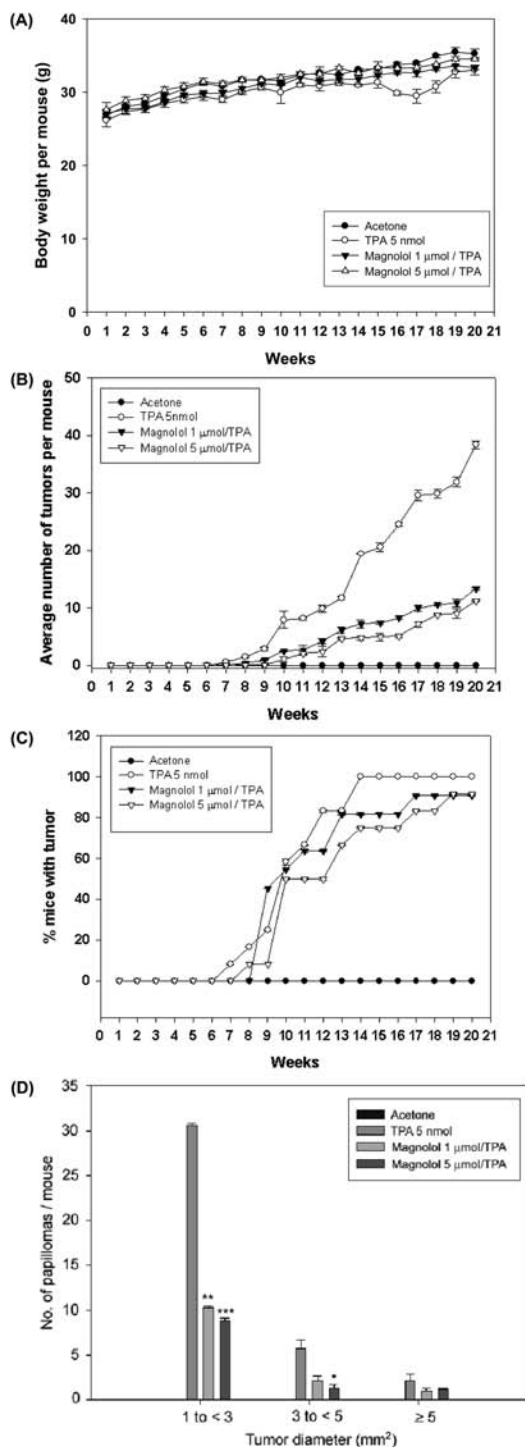 (A)
Body weight per mouse (g)
40
30
20
10
0
Acetone
TPA 5 nmol
Magnolol 1 μmol / TPA
Magnolol 5 μmol / TPA
0 1 2 3 4 5 6 7 8 9 10 11 12 13 14 15 16 17 18 19 20 21
Weeks
(B)
Average number of tumors per mouse
50
40
30
20
10
0
Acetone
TPA 5nmol
Magnolol 1 μmol/TPA
Magnolol 5 μmol/TPA
0 1 2 3 4 5 6 7 8 9 10 11 12 13 14 15 16 17 18 19 20 21
Weeks
(C)
% mice with tumor
120
100
80
60
40
20
0
Acetone
TPA 5 nmol
Magnolol 1 μmol / TPA
Magnolol 5 μmol / TPA
0 1 2 3 4 5 6 7 8 9 10 11 12 13 14 15 16 17 18 19 20 21
Weeks
(D)
No. of papillomas / mouse
35
30
25
20
15
10
5
0
Acetone
TPA 5 nmol
Magnolol 1 μmol/TPA
Magnolol 5 μmol/TPA
**
***
*
1 to < 3 3 to < 5 ≥ 5
Tumor diameter (mm²)